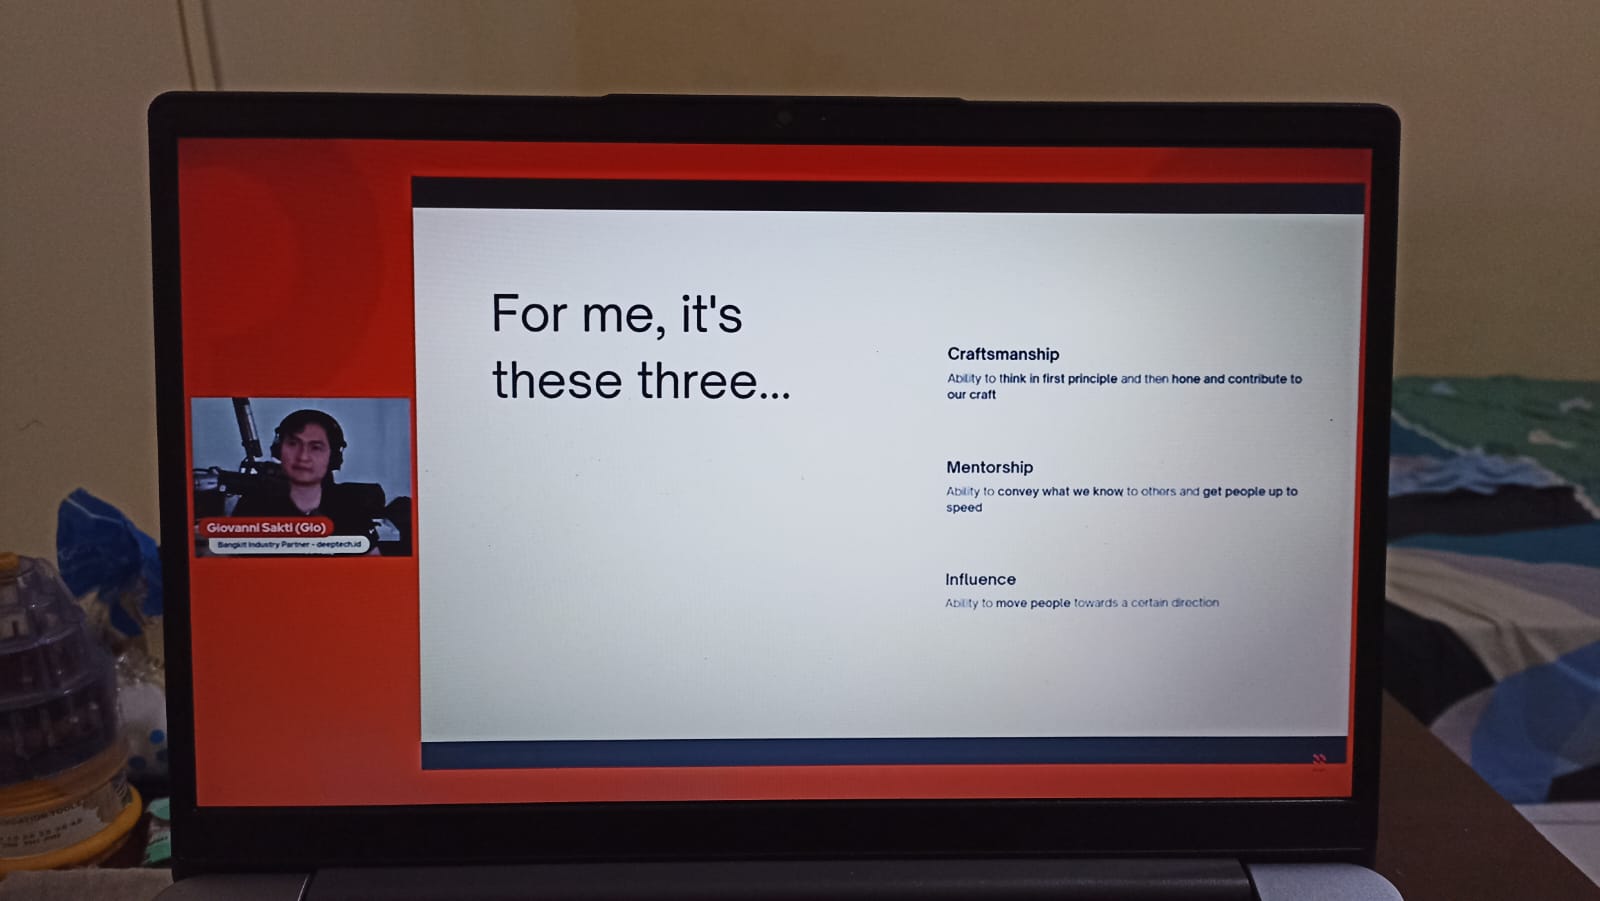 For me, it's
these three...
Craftsmanship
Ability to think in first principle and then hone and contribute to
our craft
Mentorship
Ability to convey what we know to others and get people up to
speed
Influence
Ability to move people towards a certain direction
Giovanni Sakti (Gio)
Bangkit Industry Partner - deeptech.id